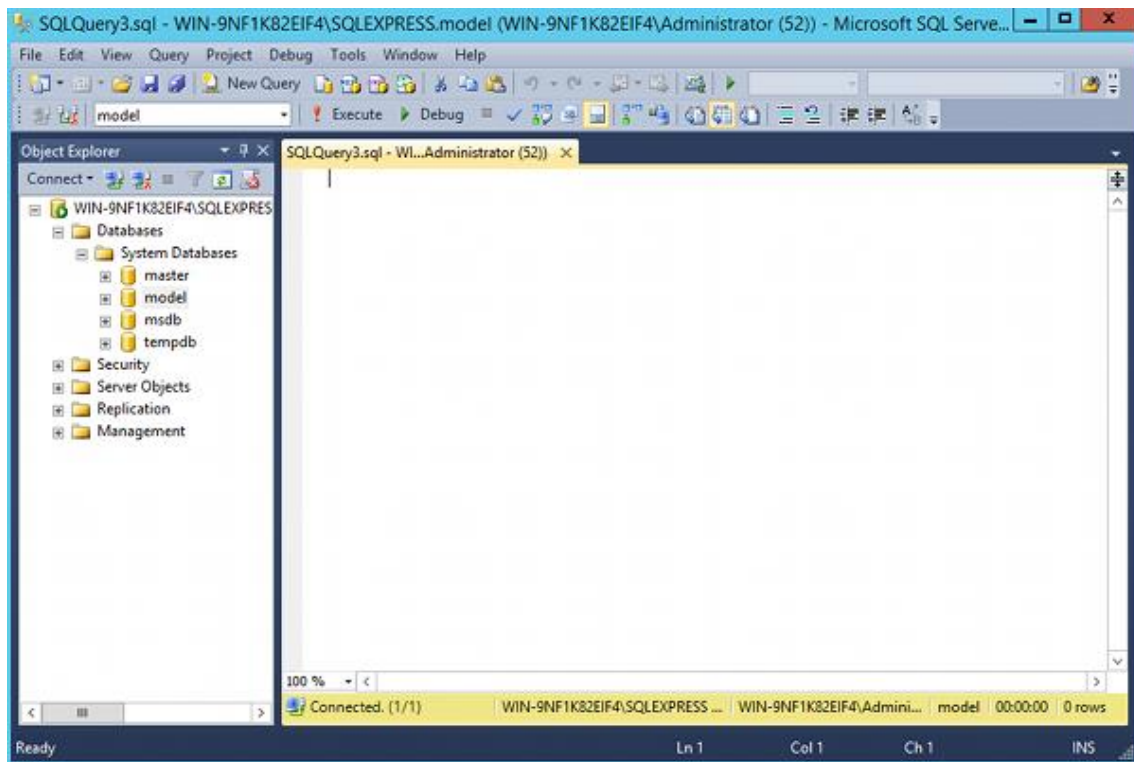 SQLQuery3.sql - WIN-9NF1K82EIF4\SQLEXPRESS.model (WIN-9NF1K82EIF4\Administrator (52)) - Microsoft SQL Serve...
File Edit View Query Project Debug Tools Window Help
New Query
model Execute Debug
Object Explorer
SQLQuery3.sql - WI...Administrator (52))
Connect
WIN-9NF1K82EIF4\SQLEXPRES
Databases
System Databases
master
model
msdb
tempdb
Security
Server Objects
Replication
Management
100 %
Connected. (1/1) WIN-9NF1K82EIF4\SQLEXPRESS ... WIN-9NF1K82EIF4\Admini... model 00:00:00 0 rows
Ready Ln 1 Col 1 Ch 1 INS